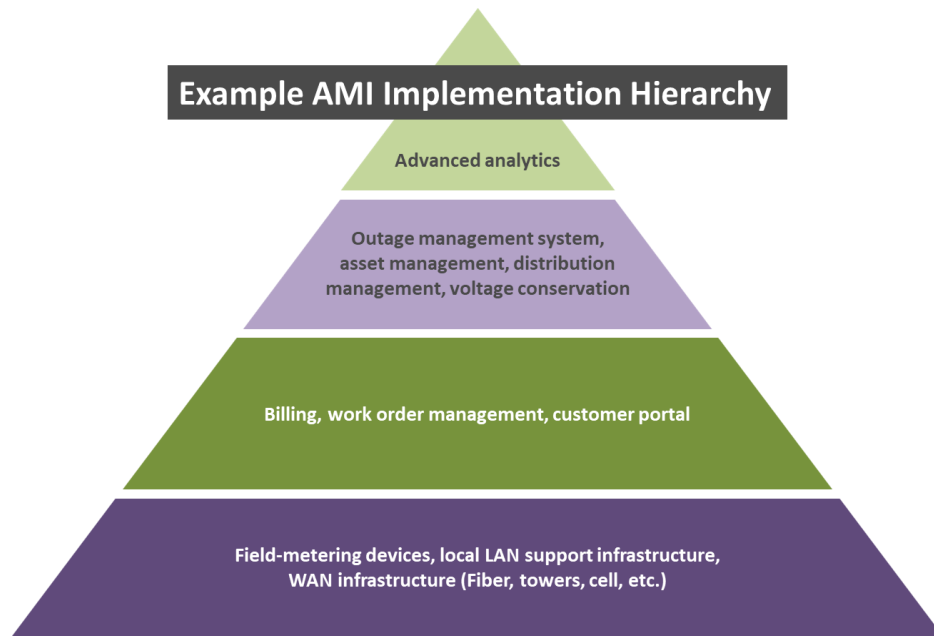 Example AMI Implementation Hierarchy
Advanced analytics
Outage management system,
asset management, distribution
management, voltage conservation
Billing, work order management, customer portal
Field-metering devices, local LAN support infrastructure,
WAN infrastructure (Fiber, towers, cell, etc.)